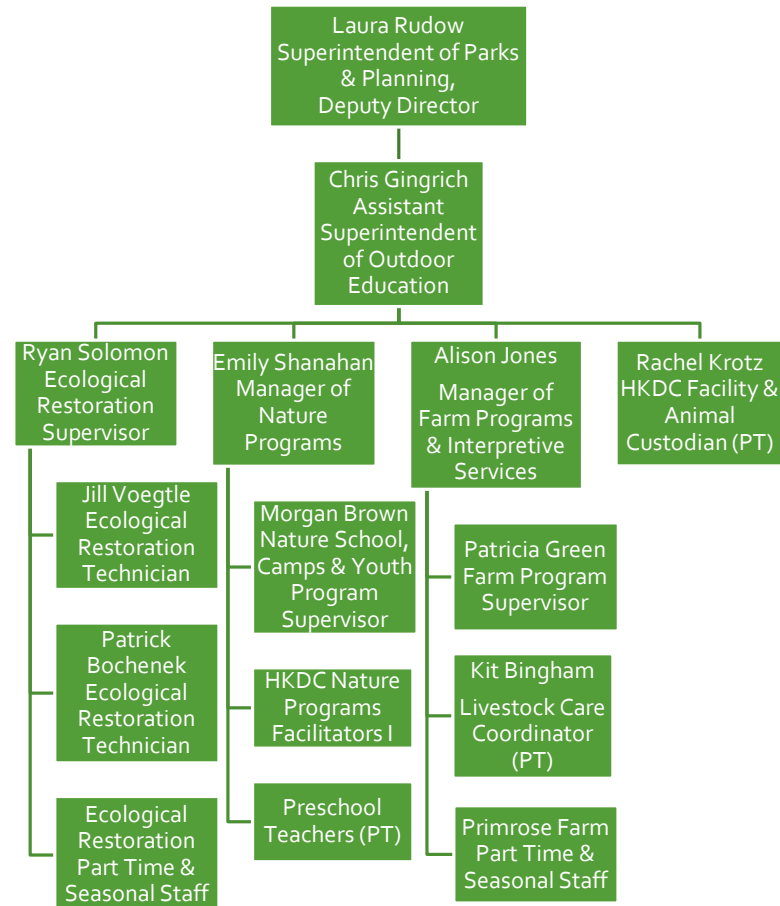 Laura Rudow
Superintendent of Parks
& Planning,
Deputy Director
Chris Gingrich
Assistant
Superintendent
of Outdoor
Education
Ryan Solomon
Ecological
Restoration
Supervisor
Jill Voegtle
Ecological
Restoration
Technician
Patrick
Bochenek
Ecological
Restoration
Technician
Ecological
Restoration
Part Time &
Seasonal Staff
Emily Shanahan
Manager of
Nature
Programs
Morgan Brown
Nature School,
Camps & Youth
Program
Supervisor
HKDC Nature
Programs
Facilitators I
Preschool
Teachers (PT)
Alison Jones
Manager of
Farm Programs
& Interpretive
Services
Patricia Green
Farm Program
Supervisor
Kit Bingham
Livestock Care
Coordinator
(PT)
Primrose Farm
Part Time &
Seasonal Staff
Rachel Krotz
HKDC Facility &
Animal
Custodian (PT)